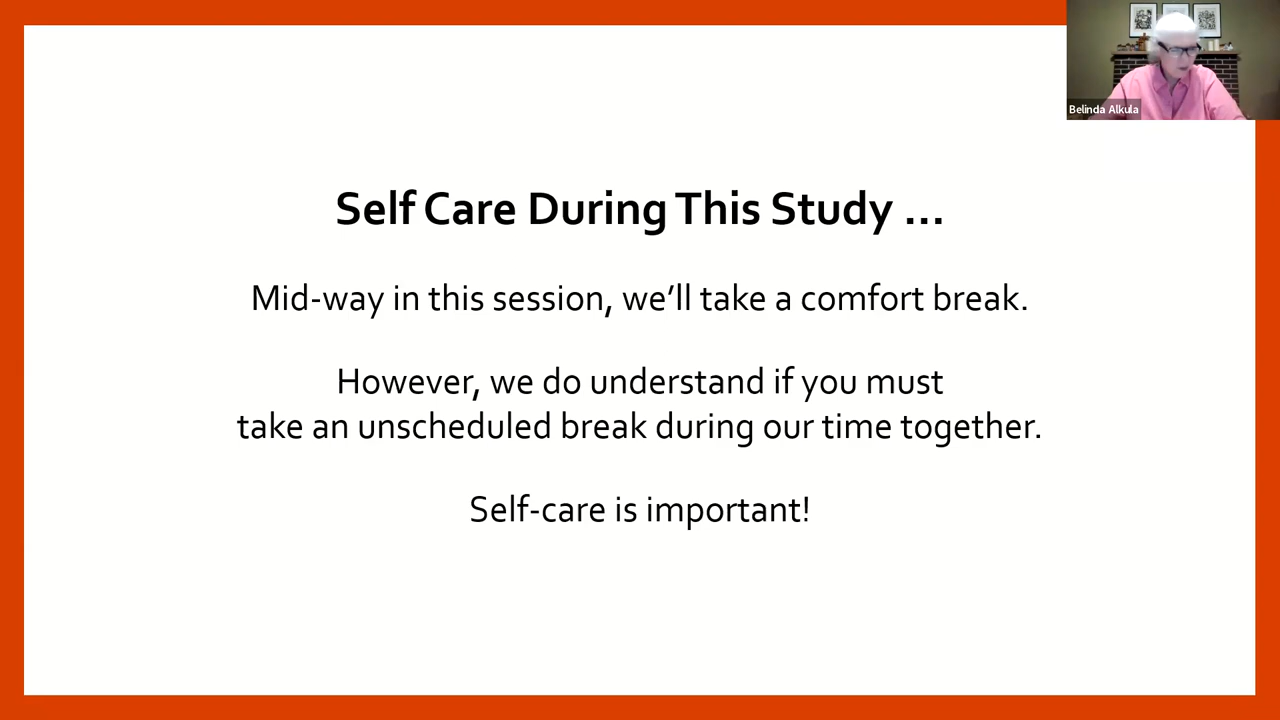 Belinda Alkula
Self Care During This Study ...
Mid-way in this session, we’ll take a comfort break.
However, we do understand if you must
take an unscheduled break during our time together.
Self-care is important!